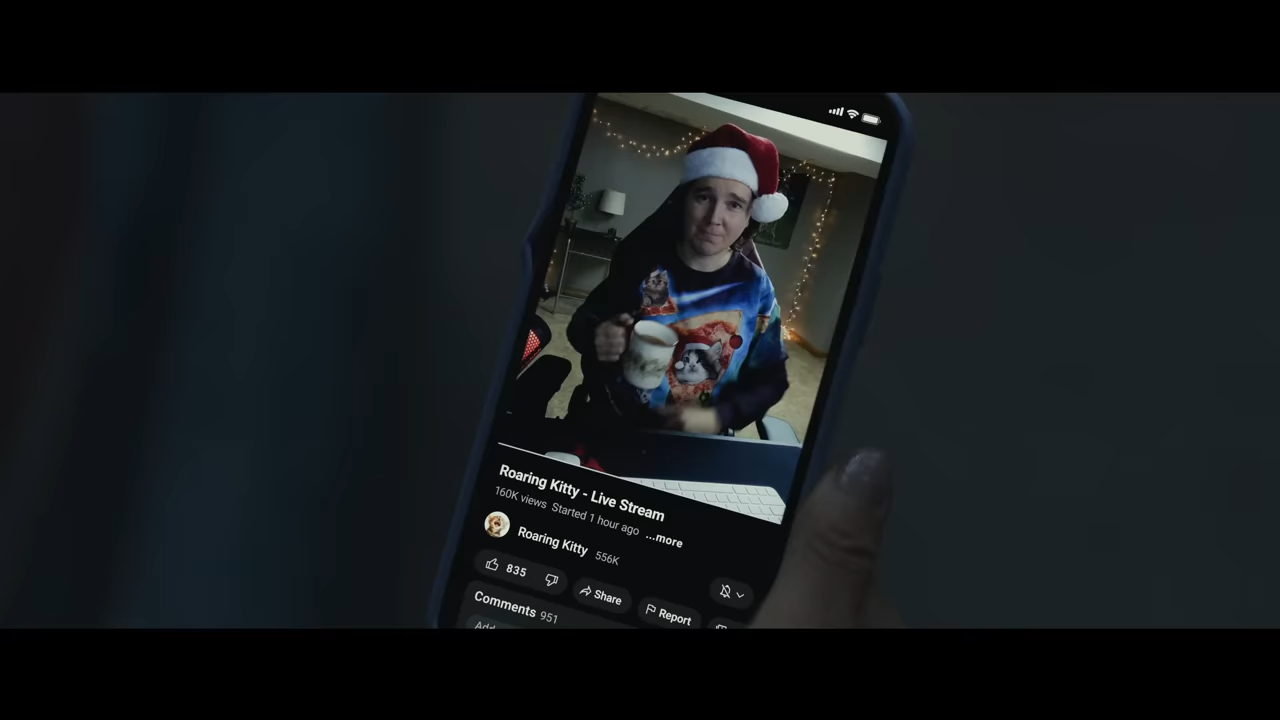 Roaring Kitty - Live Stream
160K views Started 1 hour ago ...more
Roaring Kitty 556K
835 Share Report
Comments 951